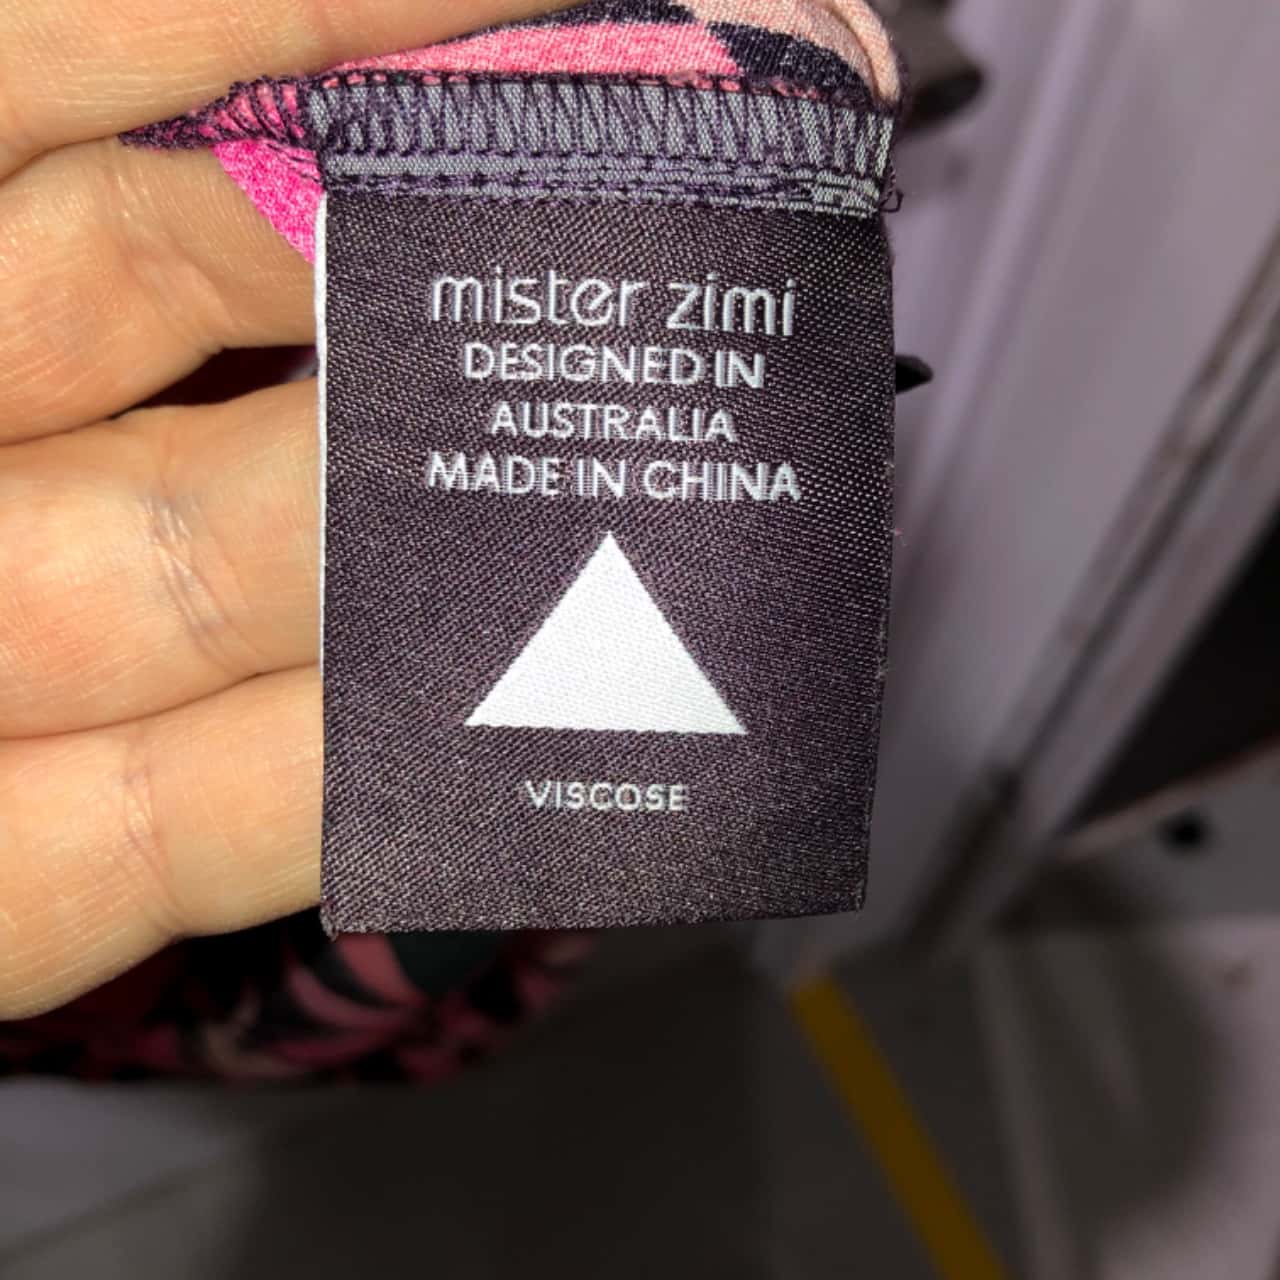 mister zimi
DESIGNED IN
AUSTRALIA
MADE IN CHINA
VISCOSE